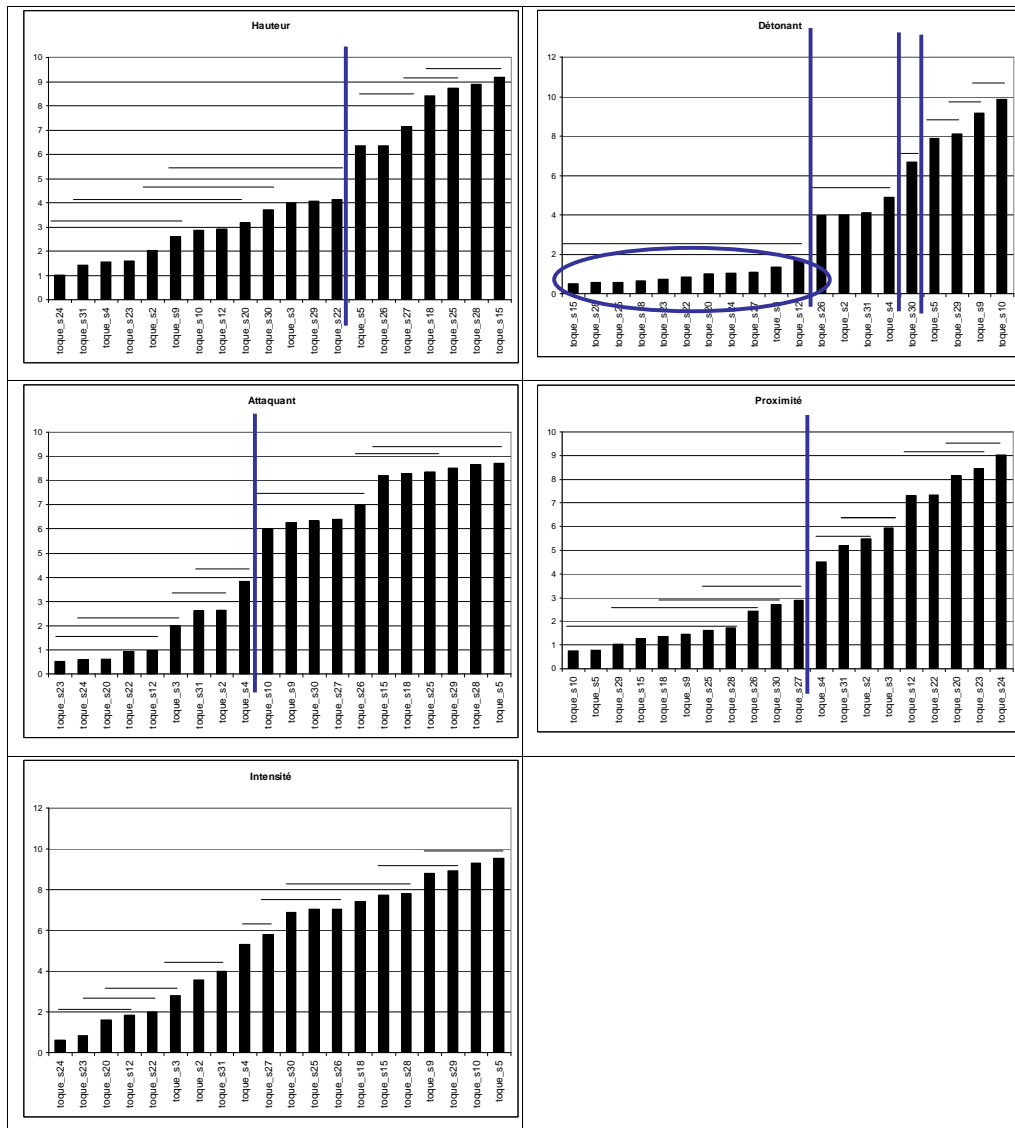 Hauteur
10
9
8
7
6
5
4
3
2
1
0
toque_s24
toque_s31
toque_s4
toque_s23
toque_s2
toque_s9
toque_s10
toque_s12
toque_s20
toque_s30
toque_s3
toque_s29
toque_s22
toque_s5
toque_s26
toque_s27
toque_s18
toque_s25
toque_s28
toque_s15
Détonant
12
10
8
6
4
2
0
toque_s15
toque_s28
toque_s25
toque_s18
toque_s23
toque_s22
toque_s20
toque_s24
toque_s27
toque_s3
toque_s12
toque_s26
toque_s2
toque_s31
toque_s4
toque_s30
toque_s5
toque_s29
toque_s9
toque_s10
Attaquant
10
9
8
7
6
5
4
3
2
1
0
toque_s23
toque_s24
toque_s20
toque_s22
toque_s12
toque_s3
toque_s31
toque_s2
toque_s4
toque_s10
toque_s9
toque_s30
toque_s27
toque_s26
toque_s15
toque_s18
toque_s25
toque_s29
toque_s28
toque_s5
Proximité
10
9
8
7
6
5
4
3
2
1
0
toque_s10
toque_s5
toque_s29
toque_s15
toque_s18
toque_s9
toque_s25
toque_s28
toque_s26
toque_s30
toque_s27
toque_s4
toque_s31
toque_s2
toque_s3
toque_s12
toque_s22
toque_s20
toque_s23
toque_s24
Intensité
12
10
8
6
4
2
0
toque_s24
toque_s23
toque_s20
toque_s12
toque_s22
toque_s3
toque_s2
toque_s31
toque_s4
toque_s27
toque_s30
toque_s25
toque_s26
toque_s18
toque_s15
toque_s28
toque_s9
toque_s29
toque_s10
toque_s5